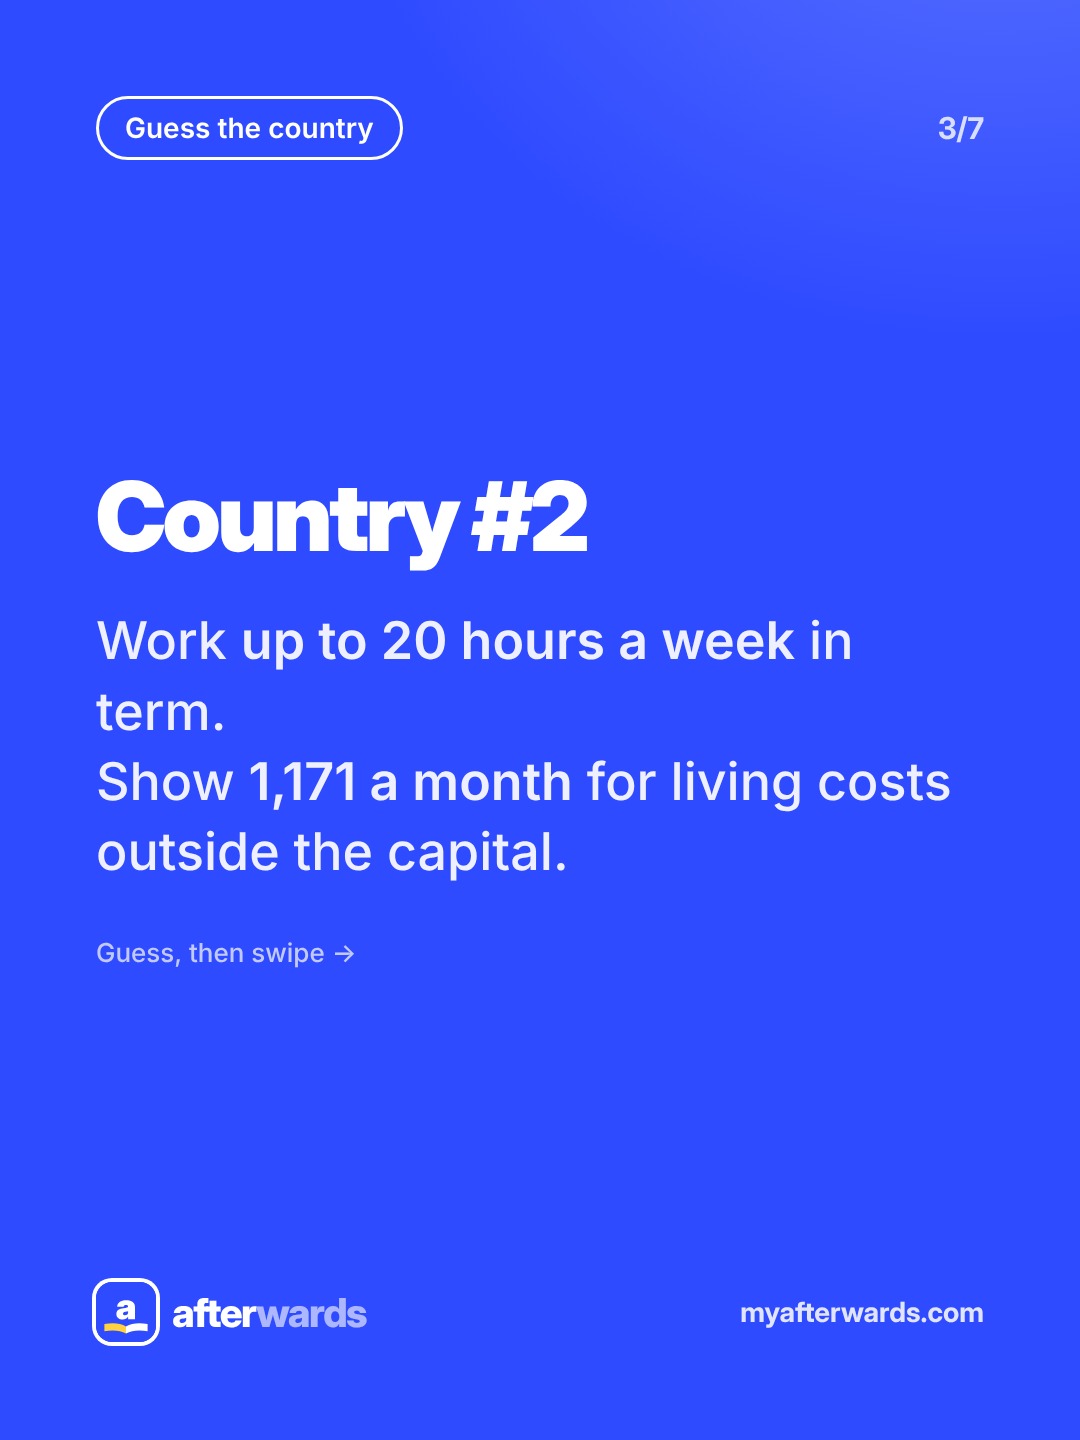 Guess the country
3/7
Country #2
Work up to 20 hours a week in
term.
Show 1,171 a month for living costs
outside the capital.
Guess, then swipe →
a
afterwards
myafterwards.com